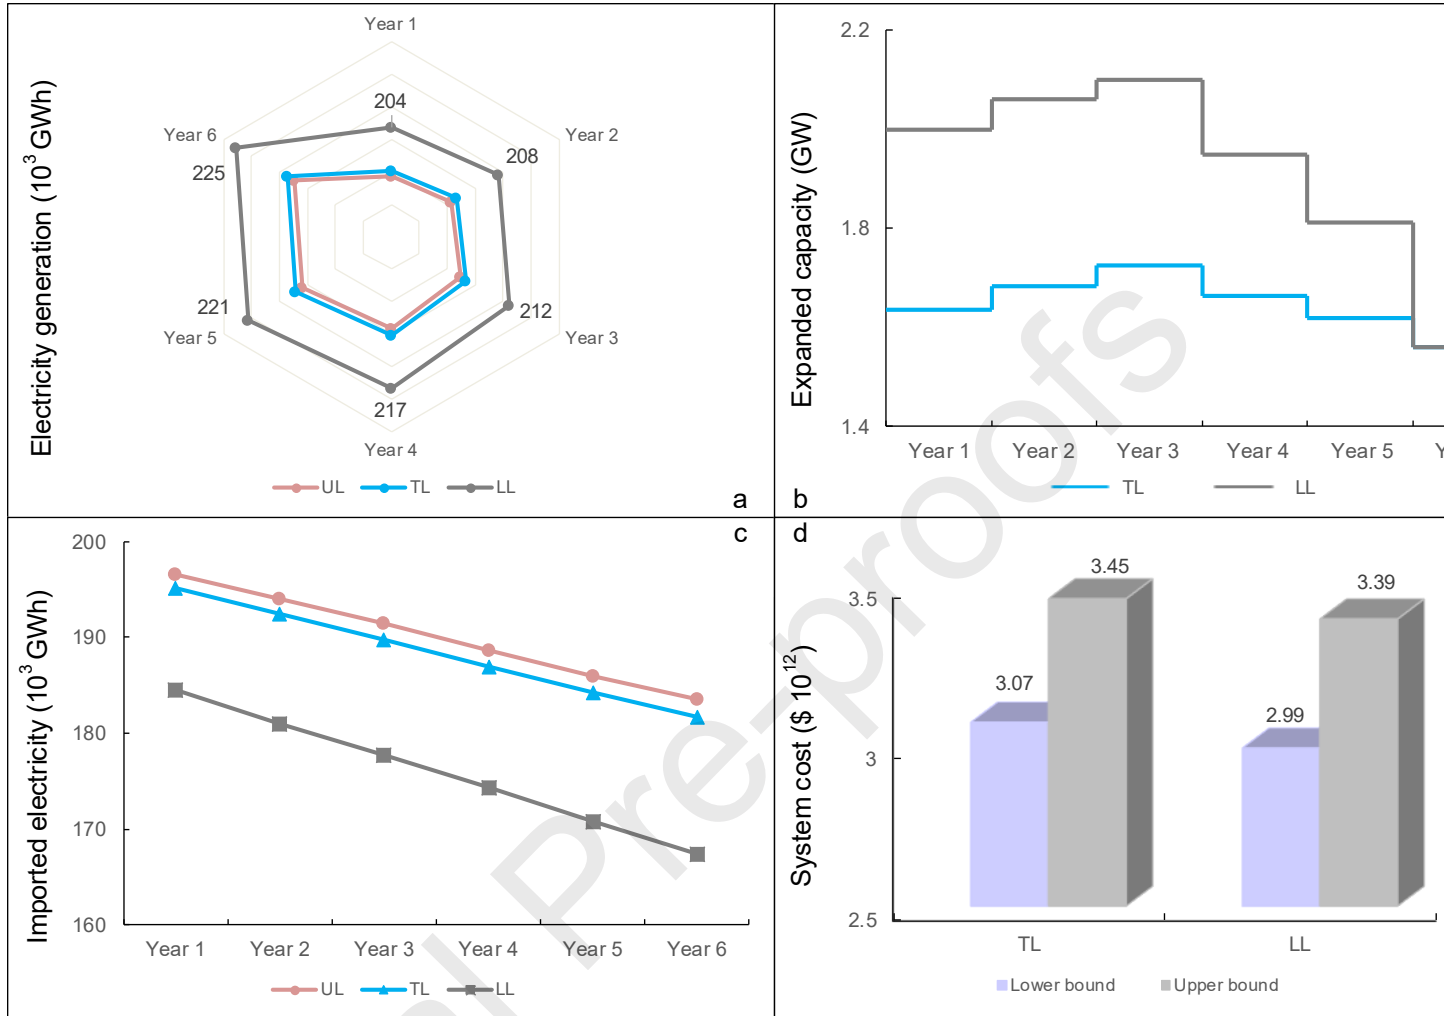 Electricity generation (10³ GWh)
Year 1
Year 2
Year 3
Year 4
Year 5
Year 6
204
208
212
217
221
225
UL TL LL
a
Expanded capacity (GW)
2.2
1.8
1.4
Year 1 Year 2 Year 3 Year 4 Year 5 Y
TL LL
b
Imported electricity (10³ GWh)
200
190
180
170
160
Year 1 Year 2 Year 3 Year 4 Year 5 Year 6
UL TL LL
c
d
System cost ($ 10¹²)
3.5
3
2.5
3.07
3.45
2.99
3.39
TL LL
Lower bound Upper bound
al Pre-proofs